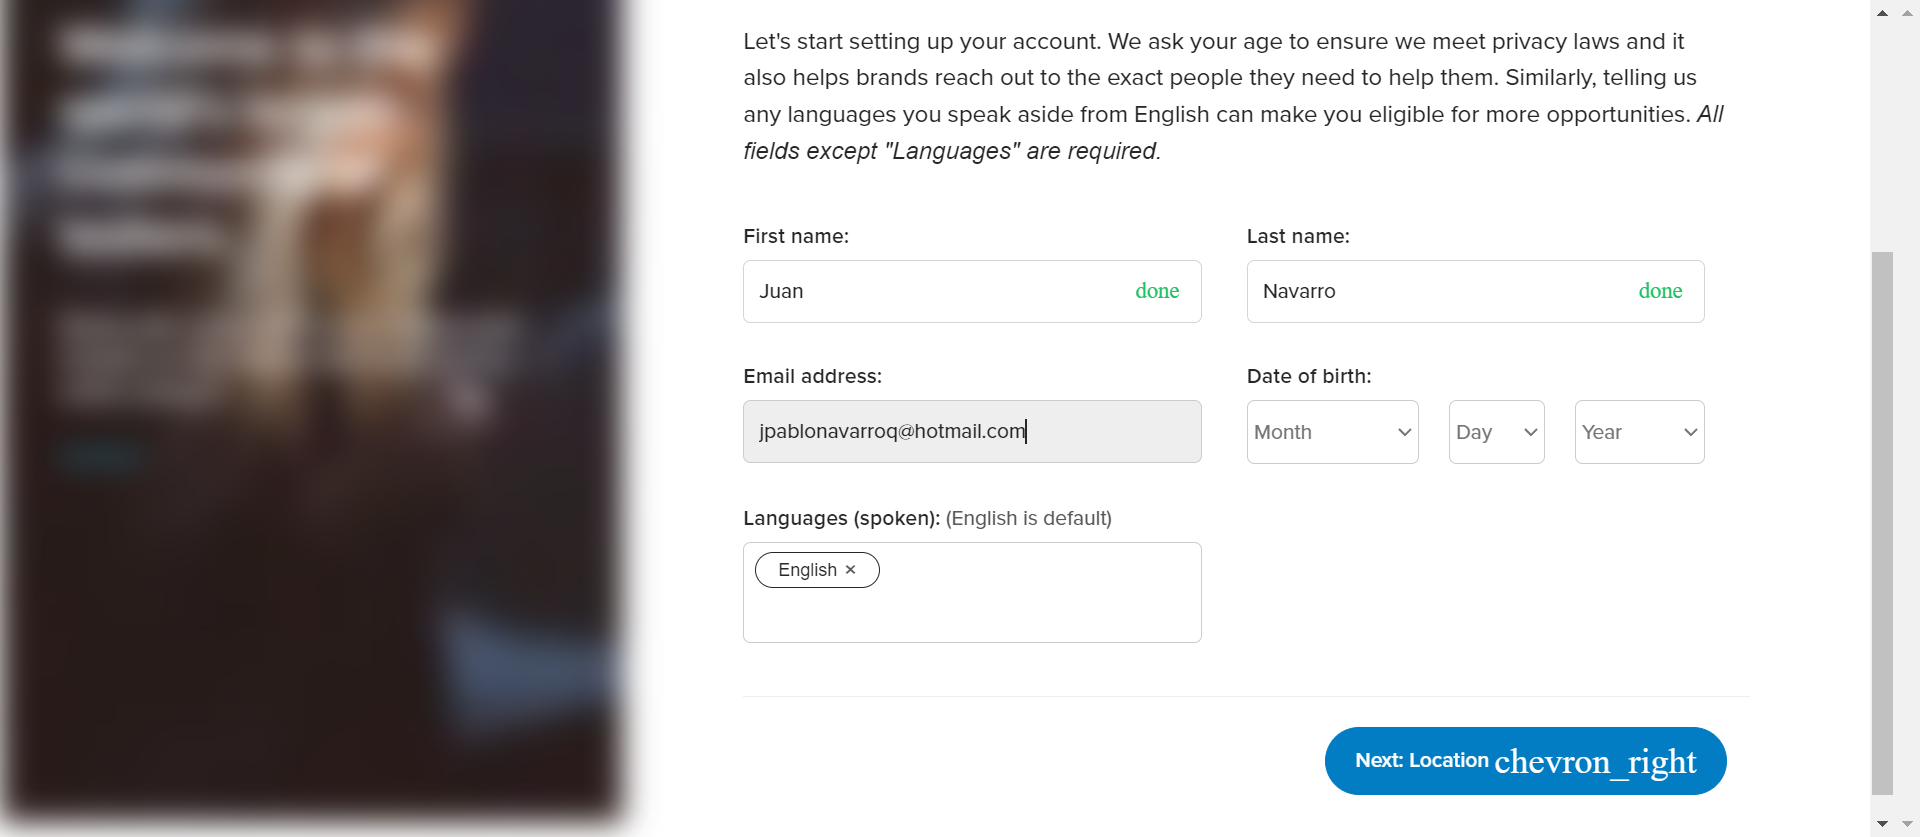 Let's start setting up your account. We ask your age to ensure we meet privacy laws and it
also helps brands reach out to the exact people they need to help them. Similarly, telling us
any languages you speak aside from English can make you eligible for more opportunities. All
fields except "Languages" are required.
First name:
Last name:
Juan
done
Navarro
done
Email address:
Date of birth:
jpablonavarroq@hotmail.com
Month
Day
Year
Languages (spoken): (English is default)
English ×
Next: Location chevron_right